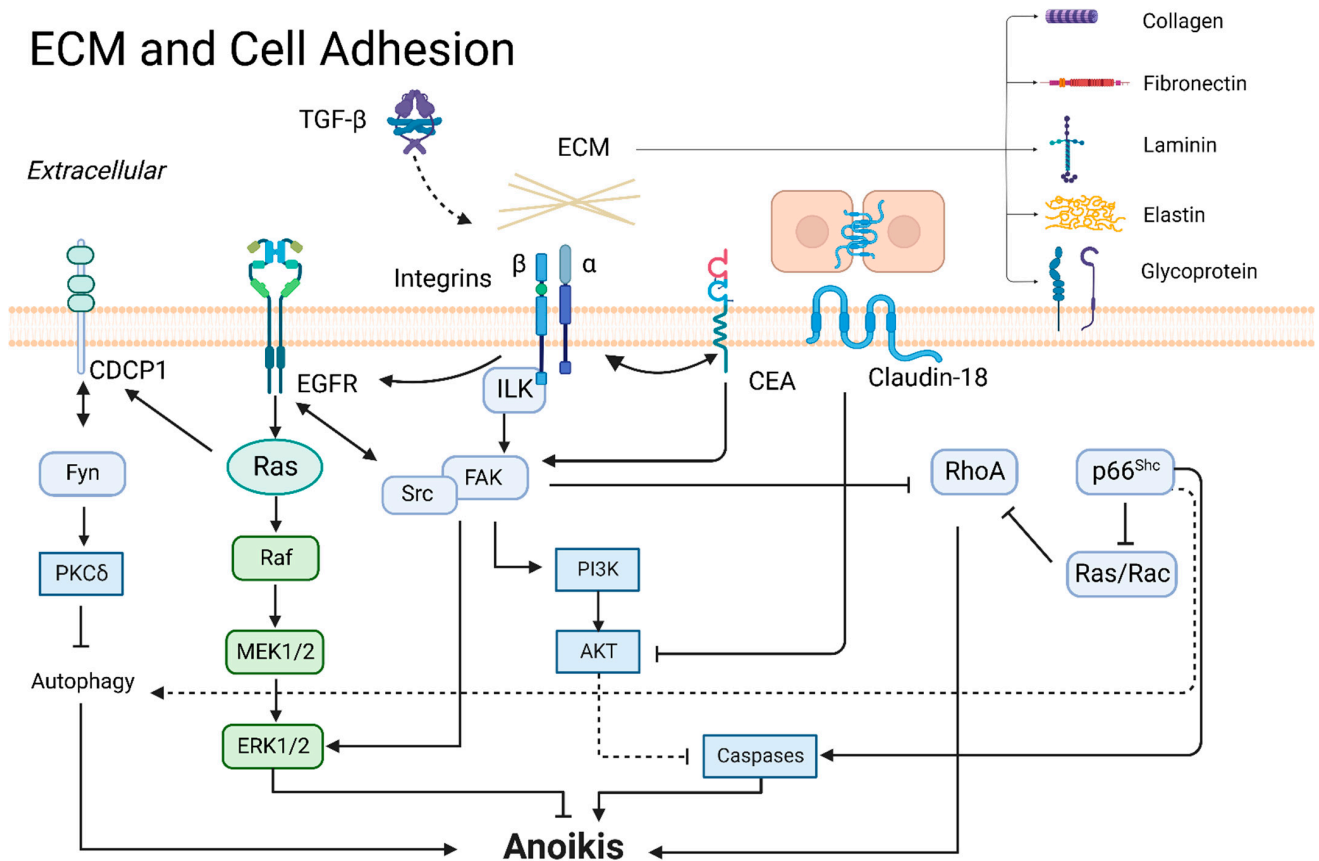 ECM and Cell Adhesion
Collagen
Fibronectin
TGF-β
ECM
Laminin
Extracellular
Elastin
Integrins
β
α
Glycoprotein
CDCP1
EGFR
ILK
CEA
Claudin-18
Fyn
Ras
Src
FAK
RhoA
p66Shc
PKCδ
Raf
PI3K
Ras/Rac
MEK1/2
AKT
Autophagy
ERK1/2
Caspases
Anoikis